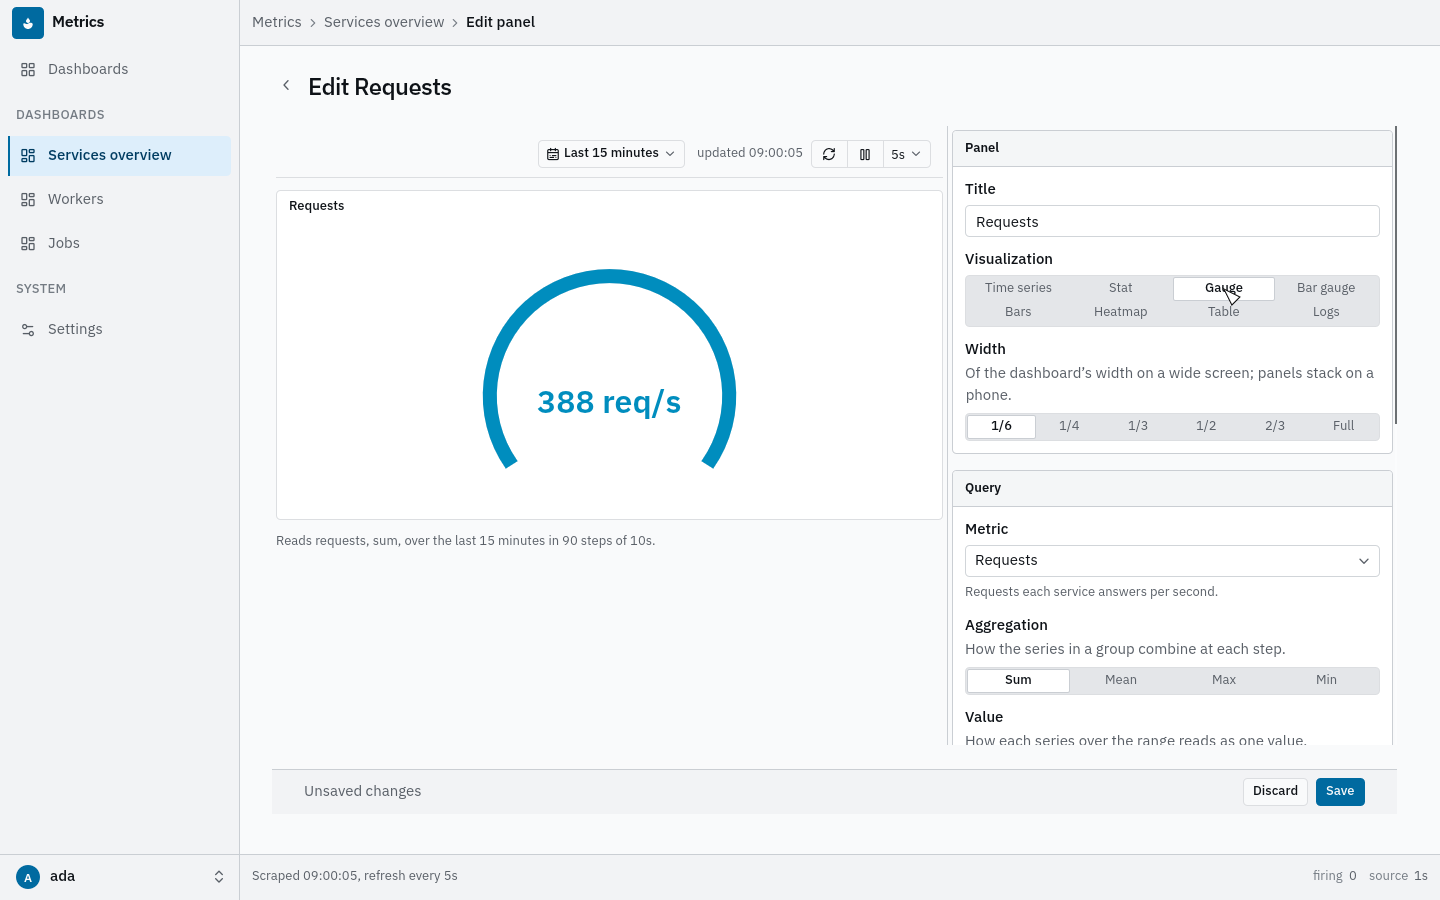 Metrics
Dashboards
DASHBOARDS
Services overview
Workers
Jobs
SYSTEM
Settings
A ada
Metrics > Services overview > Edit panel
Edit Requests
Last 15 minutes
updated 09:00:05
5s
Requests
388 req/s
Reads requests, sum, over the last 15 minutes in 90 steps of 10s.
Panel
Title
Requests
Visualization
Time series Stat Gauge Bar gauge
Bars Heatmap Table Logs
Width
Of the dashboard’s width on a wide screen; panels stack on a
phone.
1/6 1/4 1/3 1/2 2/3 Full
Query
Metric
Requests
Requests each service answers per second.
Aggregation
How the series in a group combine at each step.
Sum Mean Max Min
Value
How each series over the range reads as one value.
Unsaved changes
Discard Save
Scraped 09:00:05, refresh every 5s
firing 0 source 1s